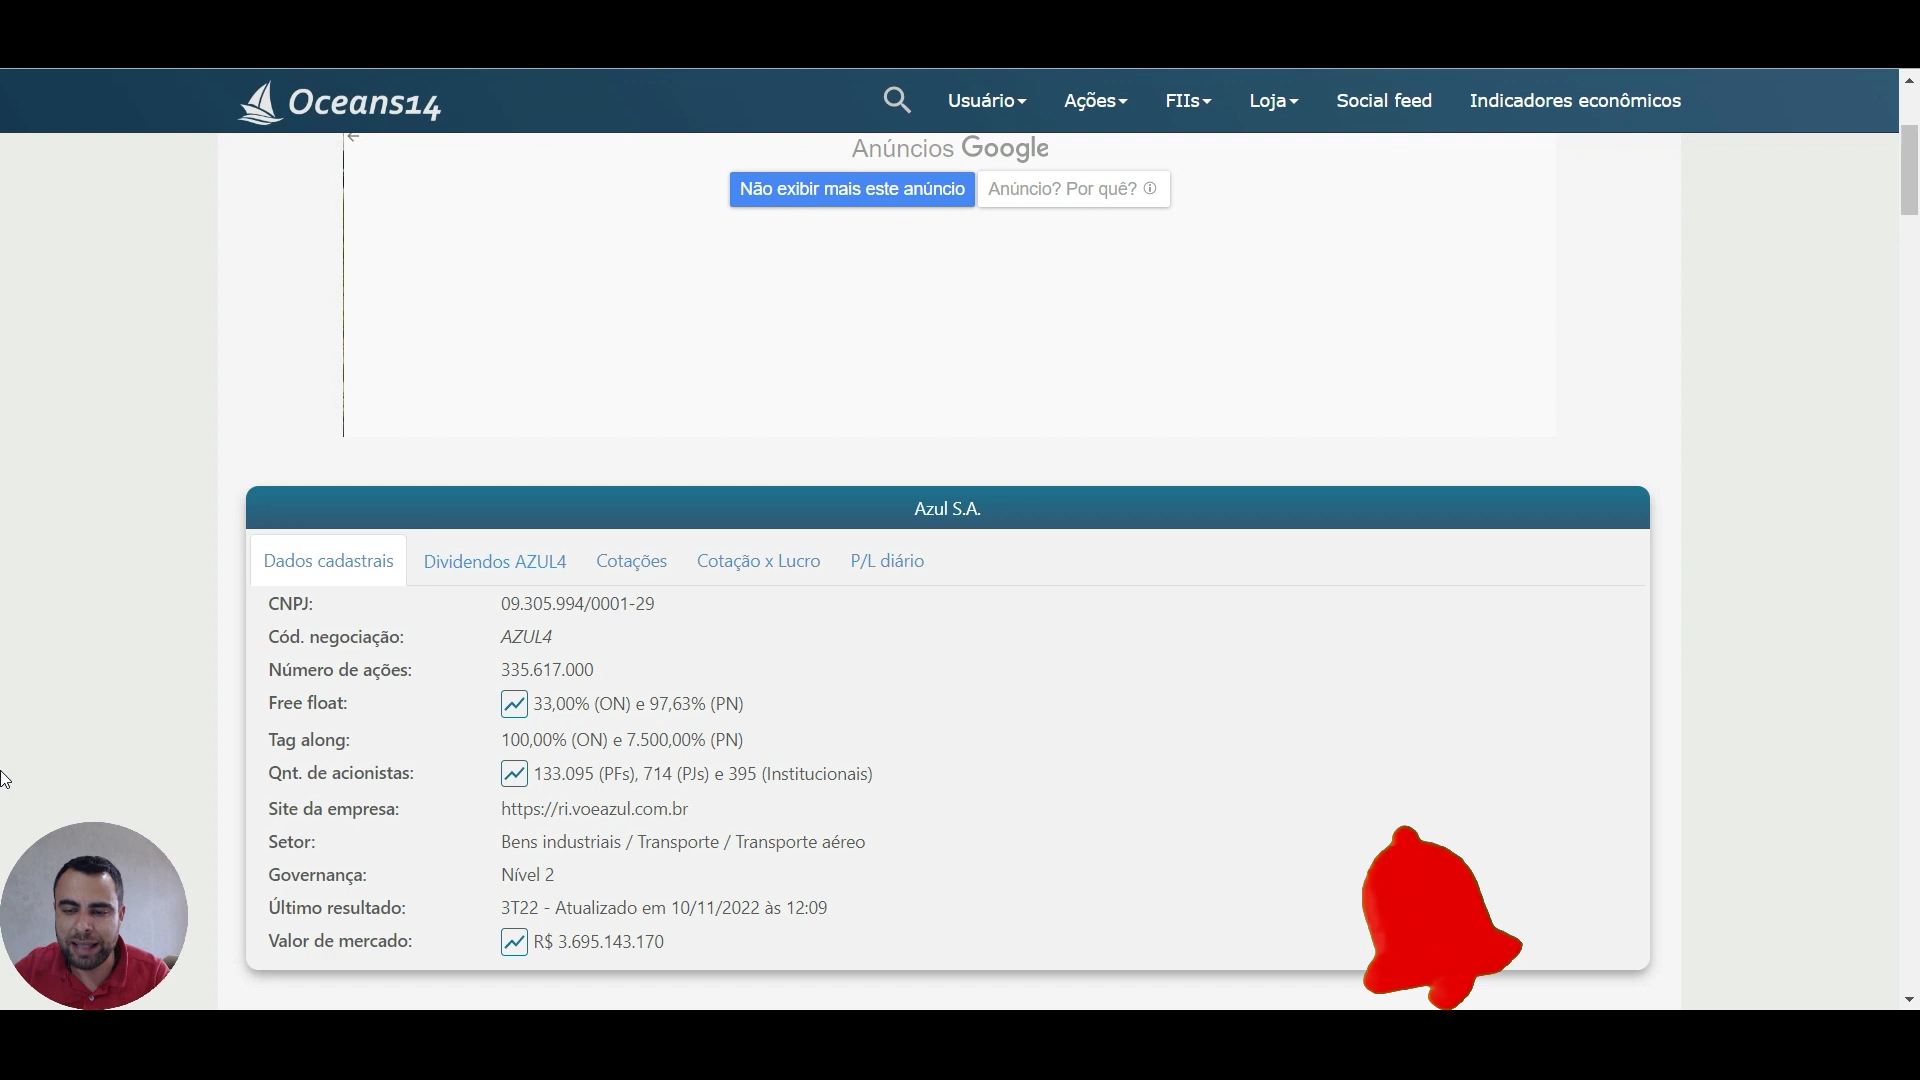 Oceans14
Usuário Ações FIIs Loja Social feed Indicadores econômicos
Anúncios Google
Não exibir mais este anúncio Anúncio? Por quê?
Azul S.A.
Dados cadastrais Dividendos AZUL4 Cotações Cotação x Lucro P/L diário
CNPJ: 09.305.994/0001-29
Cód. negociação: AZUL4
Número de ações: 335.617.000
Free float: 33,00% (ON) e 97,63% (PN)
Tag along: 100,00% (ON) e 7.500,00% (PN)
Qnt. de acionistas: 133.095 (PFs), 714 (PJs) e 395 (Institucionais)
Site da empresa: https://ri.voeazul.com.br
Setor: Bens industriais / Transporte / Transporte aéreo
Governança: Nível 2
Último resultado: 3T22 - Atualizado em 10/11/2022 às 12:09
Valor de mercado: R$ 3.695.143.170